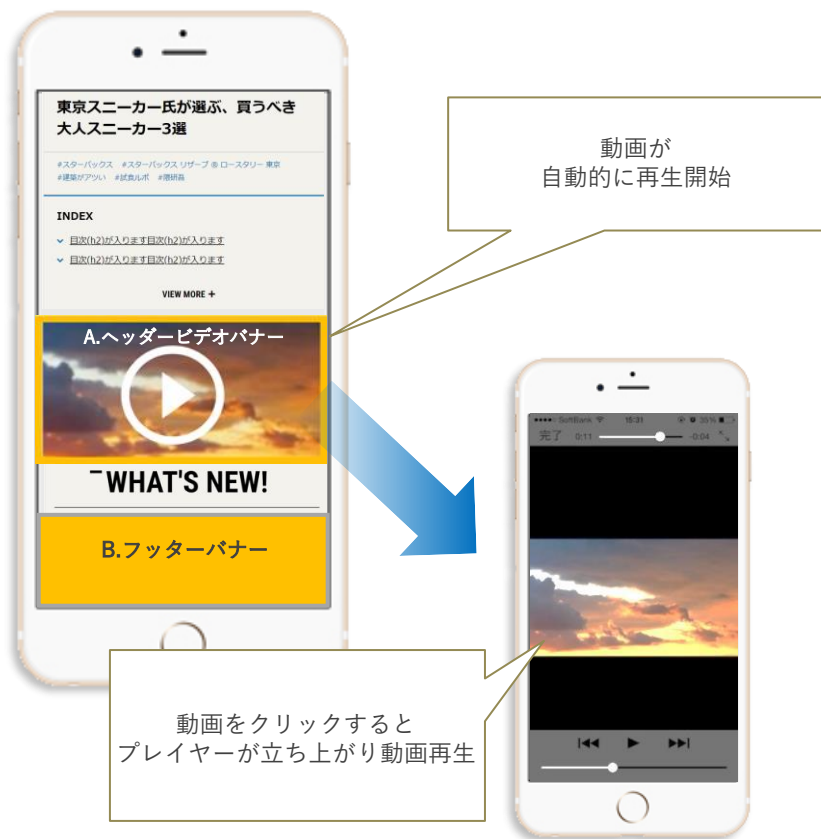 東京スニーカー氏が選ぶ、買うべき
大人スニーカー3選
#スターバックス #スターバックス リザーブ ® ロースタリー 東京
#建築がアツい #試食ルポ #隈研吾
INDEX
目次(h2)が入ります目次(h2)が入ります
目次(h2)が入ります目次(h2)が入ります
VIEW MORE +
A.ヘッダービデオバナー
WHAT'S NEW!
B.フッターバナー
動画が
自動的に再生開始
SoftBank 15:31 35%
完了 0:11 -0:04
動画をクリックすると
プレイヤーが立ち上がり動画再生